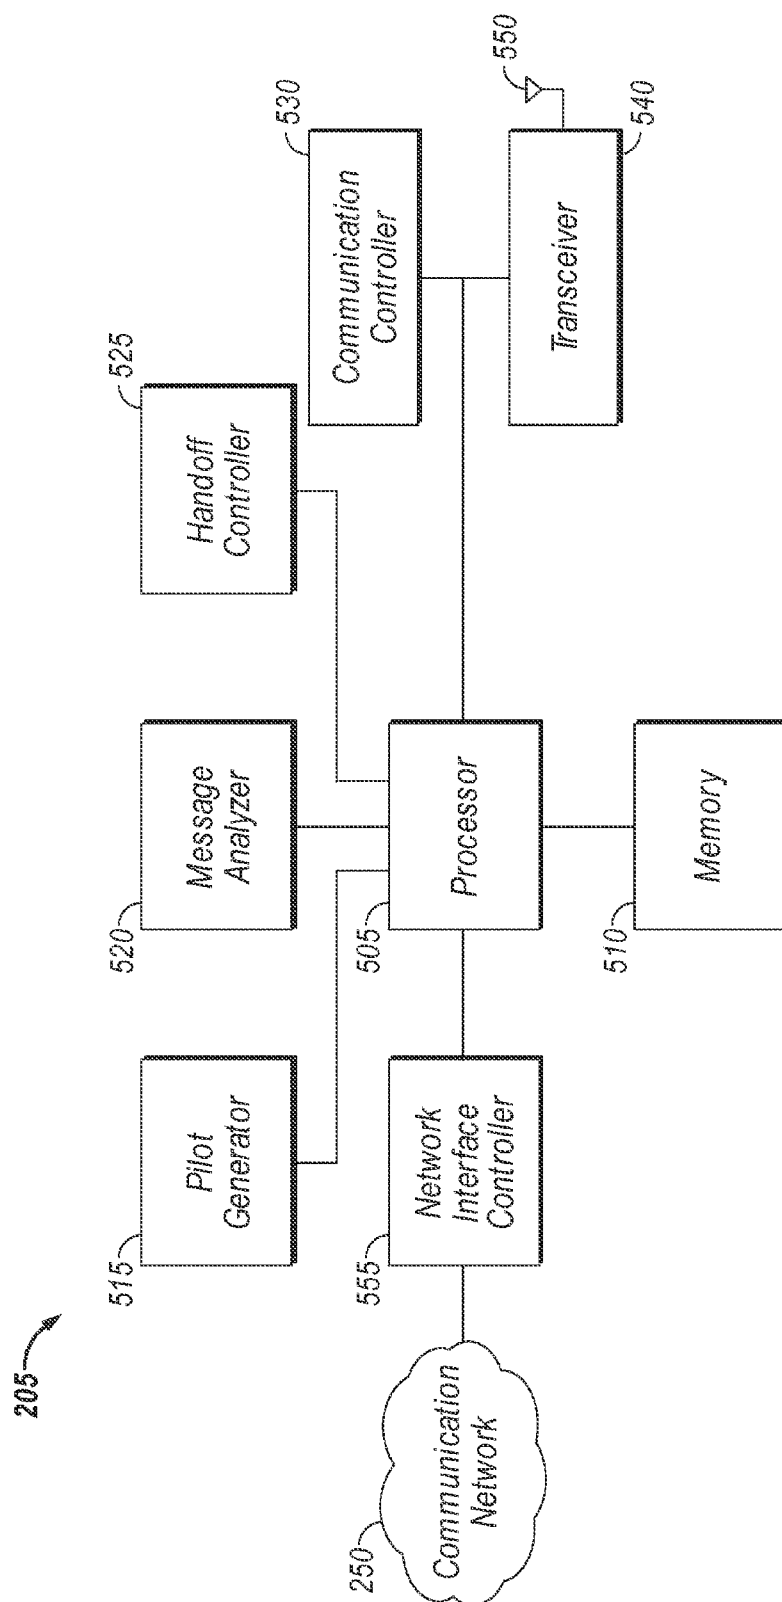 205
515
Pilot
Generator
520
Message
Analyzer
525
Handoff
Controller
250
Communication
Network
555
Network
Interface
Controller
505
Processor
530
Communication
Controller
510
Memory
Transceiver
540
550